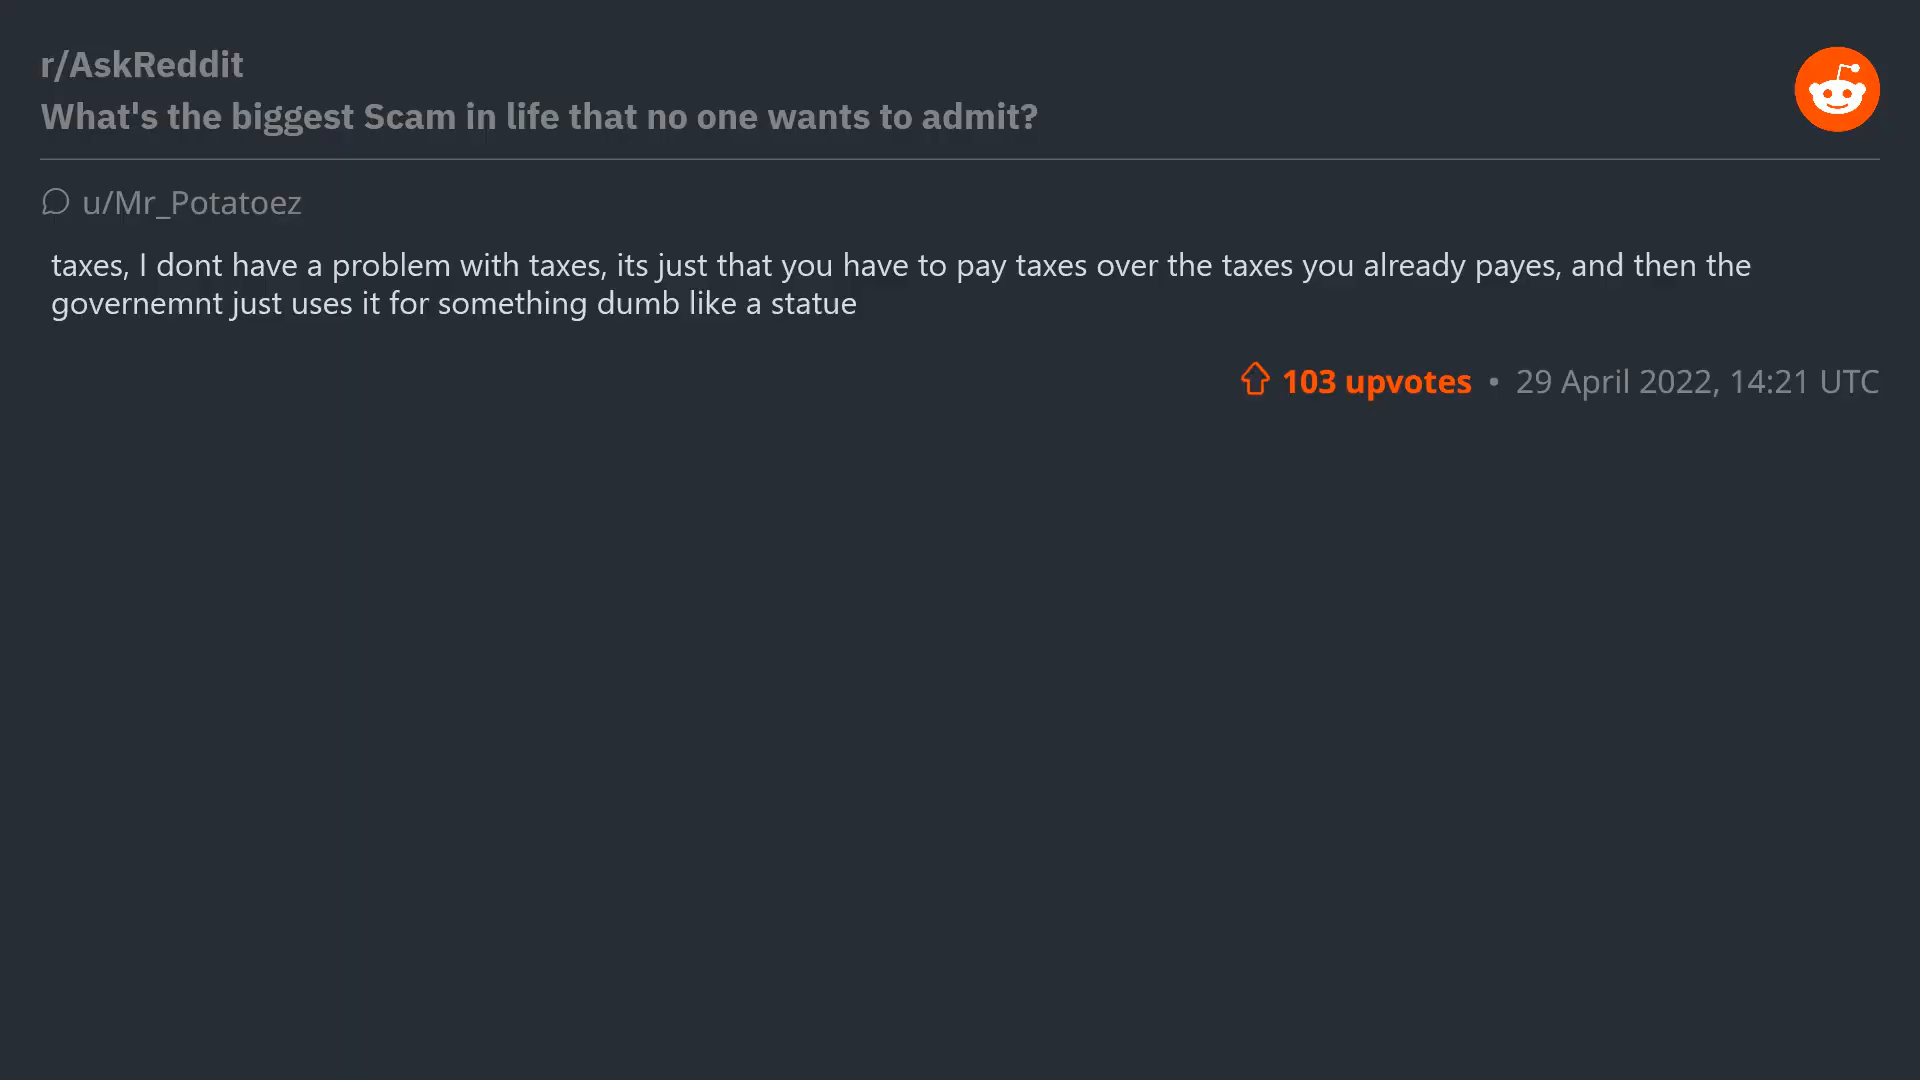 r/AskReddit
What's the biggest Scam in life that no one wants to admit?
u/Mr_Potatoez
taxes, I dont have a problem with taxes, its just that you have to pay taxes over the taxes you already payes, and then the
governemnt just uses it for something dumb like a statue
103 upvotes • 29 April 2022, 14:21 UTC